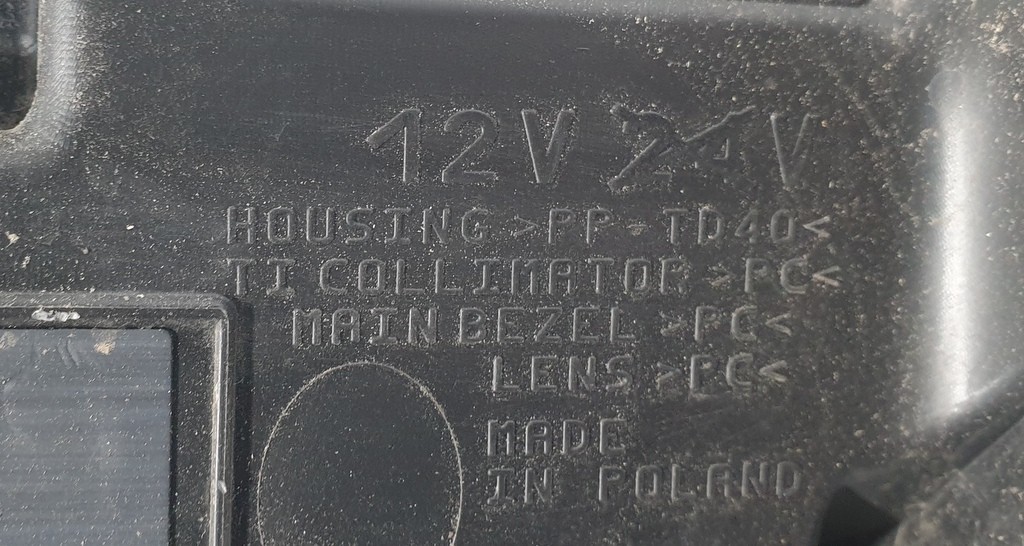 12V 24V
HOUSING >PP-TD40<
TI COLLIMATOR >PC<
MAIN BEZEL >PC<
LENS >PC<
MADE
IN POLAND